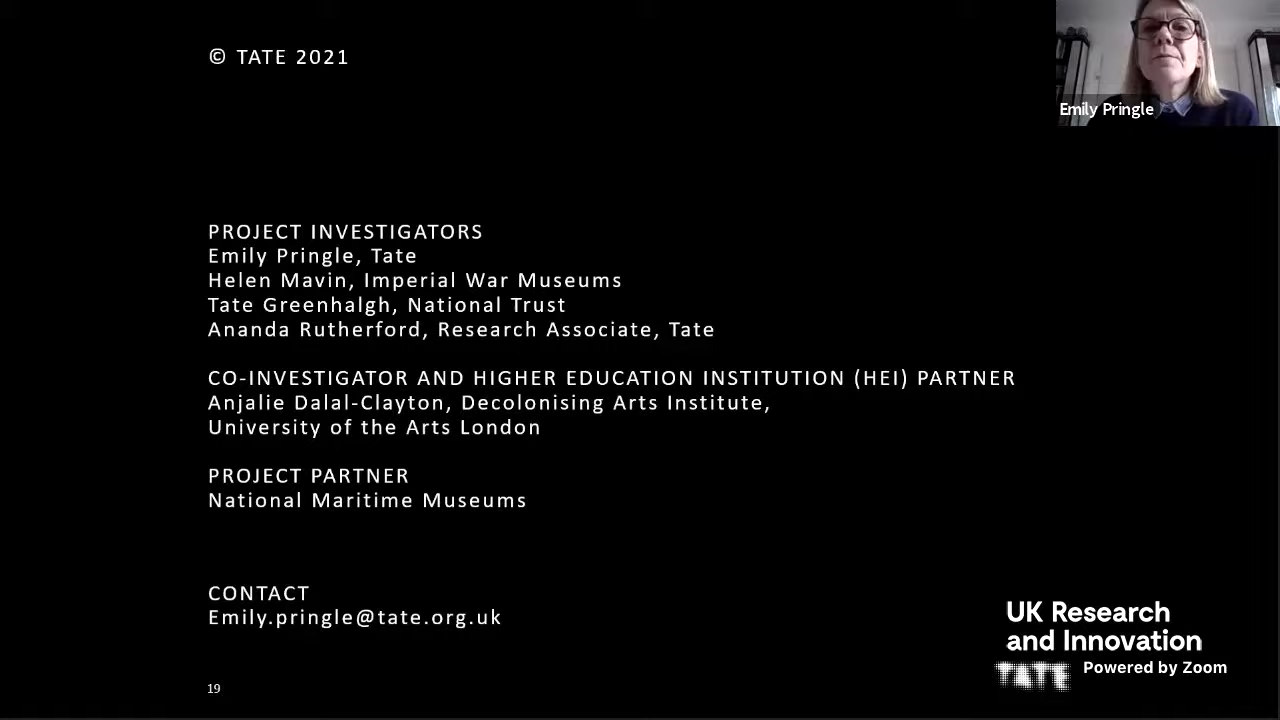 © TATE 2021
Emily Pringle
PROJECT INVESTIGATORS
Emily Pringle, Tate
Helen Mavin, Imperial War Museums
Tate Greenhalgh, National Trust
Ananda Rutherford, Research Associate, Tate
CO-INVESTIGATOR AND HIGHER EDUCATION INSTITUTION (HEI) PARTNER
Anjalie Dalal-Clayton, Decolonising Arts Institute,
University of the Arts London
PROJECT PARTNER
National Maritime Museums
CONTACT
Emily.pringle@tate.org.uk
UK Research
and Innovation
TATE
Powered by Zoom
19